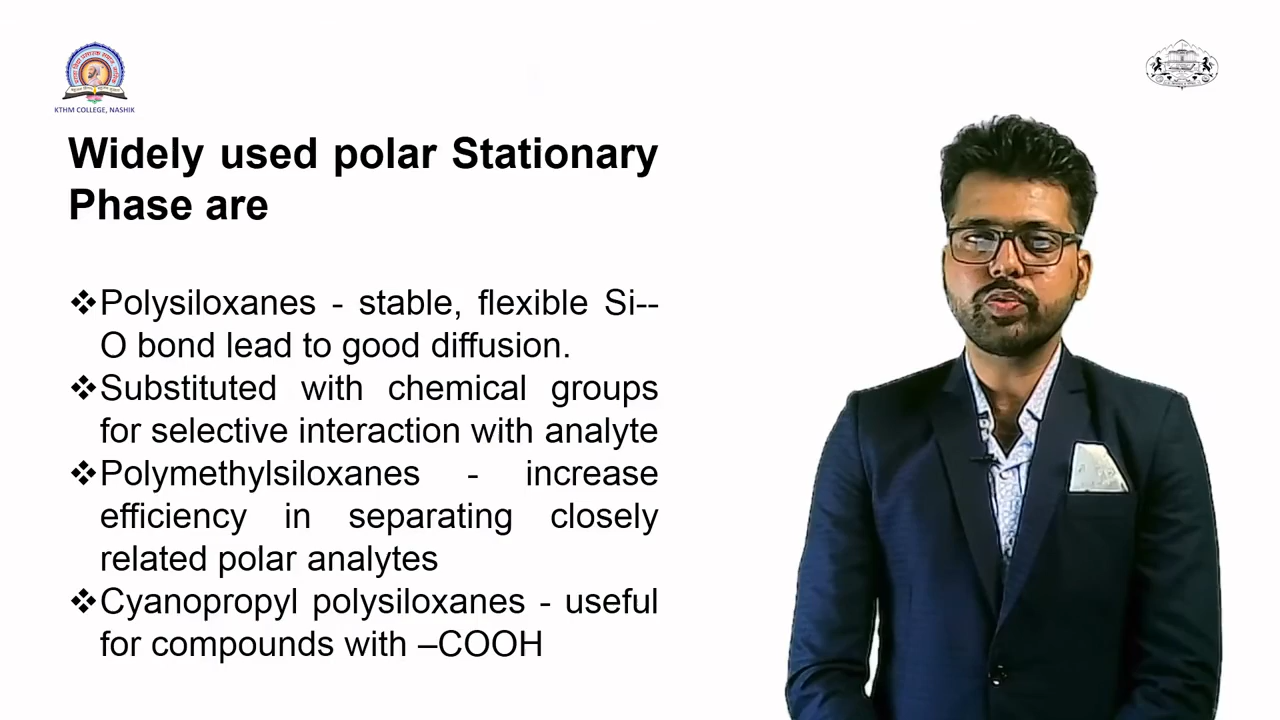 KTHM COLLEGE, NASHIK
Widely used polar Stationary
Phase are
❖Polysiloxanes - stable, flexible Si--
O bond lead to good diffusion.
❖Substituted with chemical groups
for selective interaction with analyte
❖Polymethylsiloxanes - increase
efficiency in separating closely
related polar analytes
❖Cyanopropyl polysiloxanes - useful
for compounds with –COOH